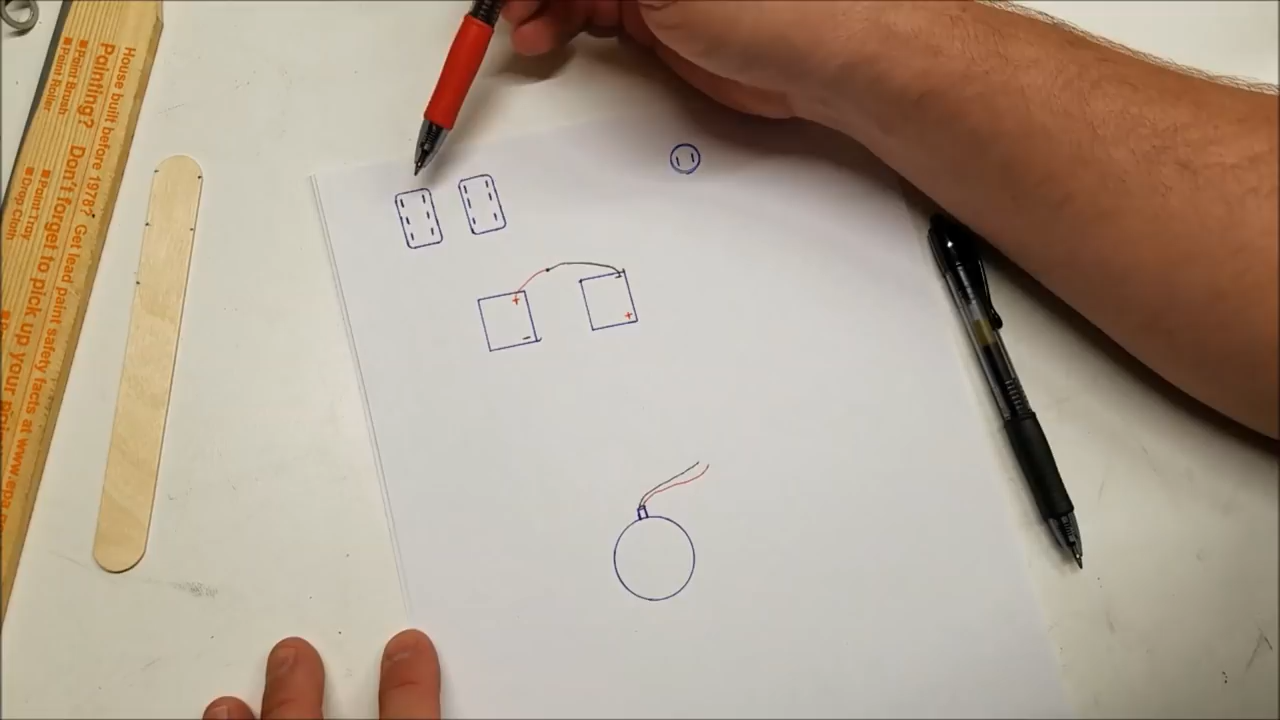 House built before 1978? Get lead paint safety facts at www.epa
Painting? Don't forget to pick up your
■ Paint Brush
■ Paint Roller
■ Paint Tray
■ Drop Cloth
+
-
-
+